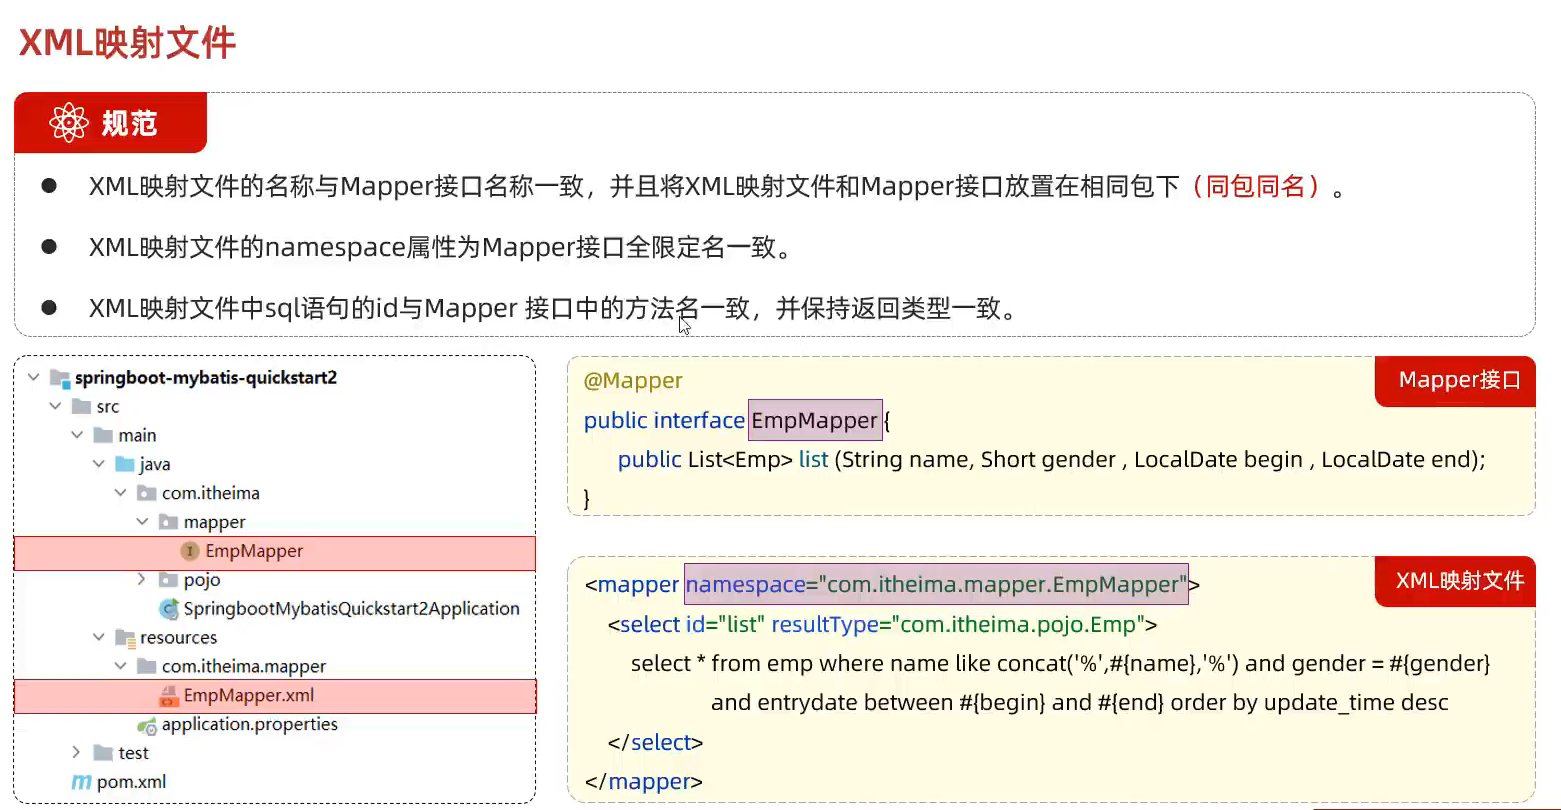 XML映射文件
规范
XML映射文件的名称与Mapper接口名称一致，并且将XML映射文件和Mapper接口放置在相同包下（同包同名）。
XML映射文件的namespace属性为Mapper接口全限定名一致。
XML映射文件中sql语句的id与Mapper 接口中的方法名一致，并保持返回类型一致。
springboot-mybatis-quickstart2
src
main
java
com.itheima
mapper
EmpMapper
pojo
SpringbootMybatisQuickstart2Application
resources
com.itheima.mapper
EmpMapper.xml
application.properties
test
pom.xml
Mapper接口
@Mapper
public interface EmpMapper {
public List<Emp> list (String name, Short gender , LocalDate begin , LocalDate end);
}
XML映射文件
<mapper namespace="com.itheima.mapper.EmpMapper">
<select id="list" resultType="com.itheima.pojo.Emp">
select * from emp where name like concat('%',#{name},'%') and gender = #{gender}
and entrydate between #{begin} and #{end} order by update_time desc
</select>
</mapper>